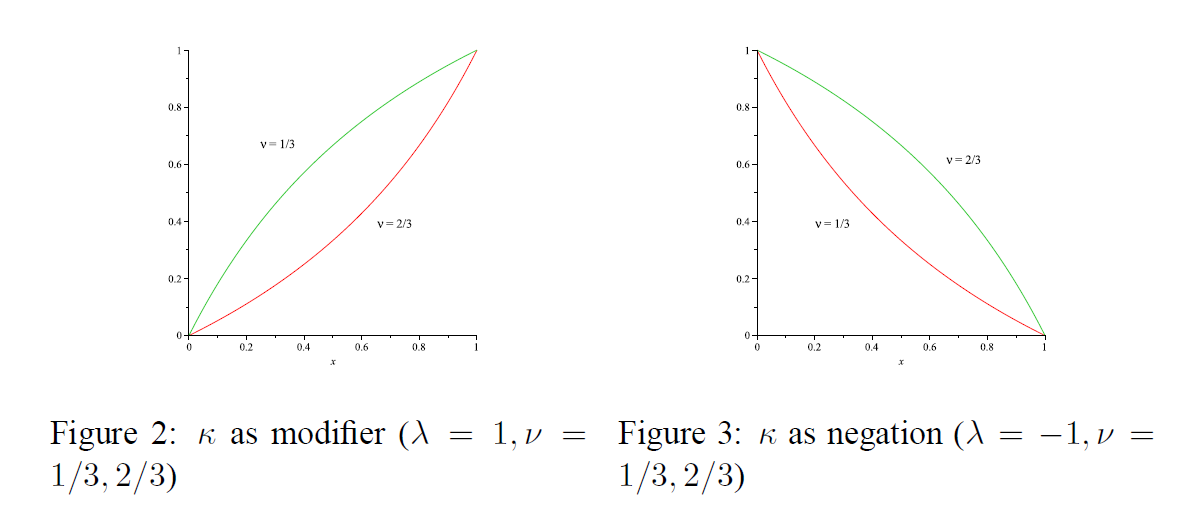 1
0.8
ν = 1/3
0.6
0.4
ν = 2/3
0.2
0
0 0.2 0.4 0.6 0.8 1
x
1
0.8
ν = 2/3
0.6
0.4
ν = 1/3
0.2
0
0 0.2 0.4 0.6 0.8 1
x
Figure 2: κ as modifier (λ = 1, ν =
1/3, 2/3)
Figure 3: κ as negation (λ = −1, ν =
1/3, 2/3)